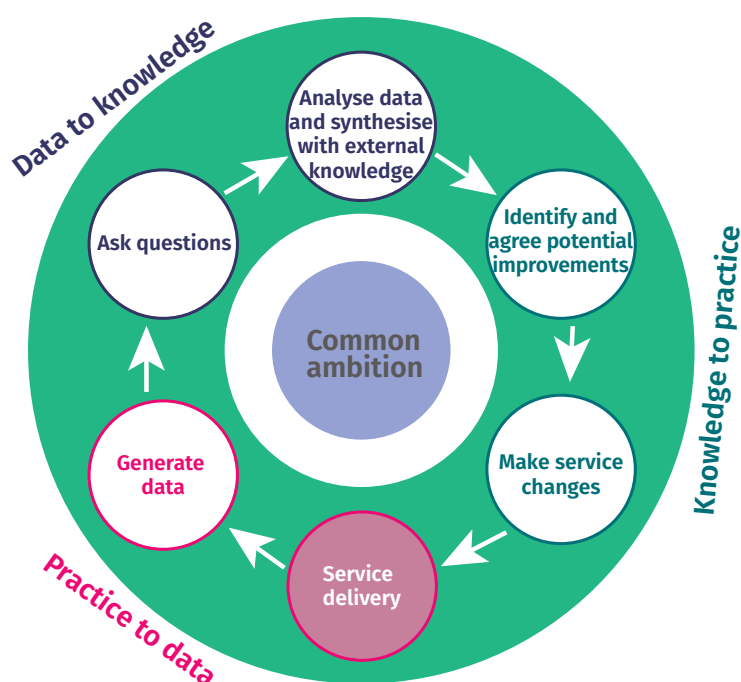 Data to knowledge
Analyse data
and synthesise
with external
knowledge
Identify and
agree potential
improvements
Knowledge to practice
Make service
changes
Service
delivery
Practice to data
Generate
data
Ask questions
Common
ambition